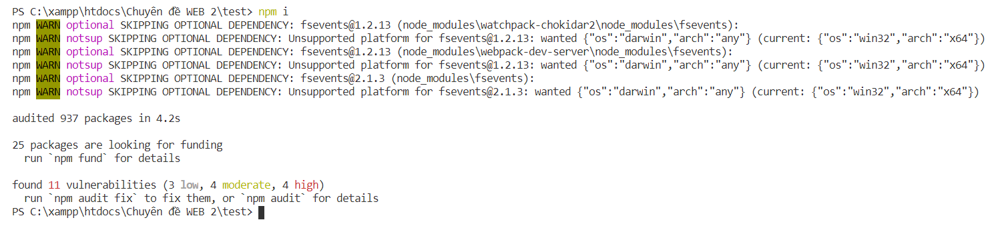 PS C:\xampp\htdocs\Chuyên đề WEB 2\test> npm i
npm WARN optional SKIPPING OPTIONAL DEPENDENCY: fsevents@1.2.13 (node_modules\watchpack-chokidar2\node_modules\fsevents):
npm WARN notsup SKIPPING OPTIONAL DEPENDENCY: Unsupported platform for fsevents@1.2.13: wanted {"os":"darwin","arch":"any"} (current: {"os":"win32","arch":"x64"})
npm WARN optional SKIPPING OPTIONAL DEPENDENCY: fsevents@1.2.13 (node_modules\webpack-dev-server\node_modules\fsevents):
npm WARN notsup SKIPPING OPTIONAL DEPENDENCY: Unsupported platform for fsevents@1.2.13: wanted {"os":"darwin","arch":"any"} (current: {"os":"win32","arch":"x64"})
npm WARN optional SKIPPING OPTIONAL DEPENDENCY: fsevents@2.1.3 (node_modules\fsevents):
npm WARN notsup SKIPPING OPTIONAL DEPENDENCY: Unsupported platform for fsevents@2.1.3: wanted {"os":"darwin","arch":"any"} (current: {"os":"win32","arch":"x64"})
audited 937 packages in 4.2s
25 packages are looking for funding
run `npm fund` for details
found 11 vulnerabilities (3 low, 4 moderate, 4 high)
run `npm audit fix` to fix them, or `npm audit` for details
PS C:\xampp\htdocs\Chuyên đề WEB 2\test>